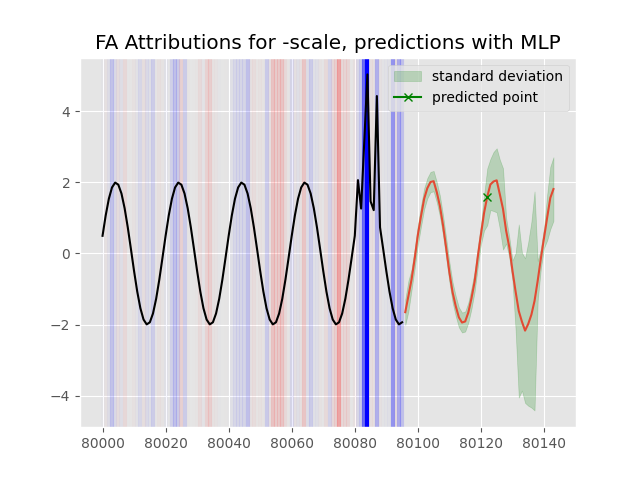 FA Attributions for -scale, predictions with MLP
standard deviation
predicted point
4
2
0
−2
−4
80000 80020 80040 80060 80080 80100 80120 80140